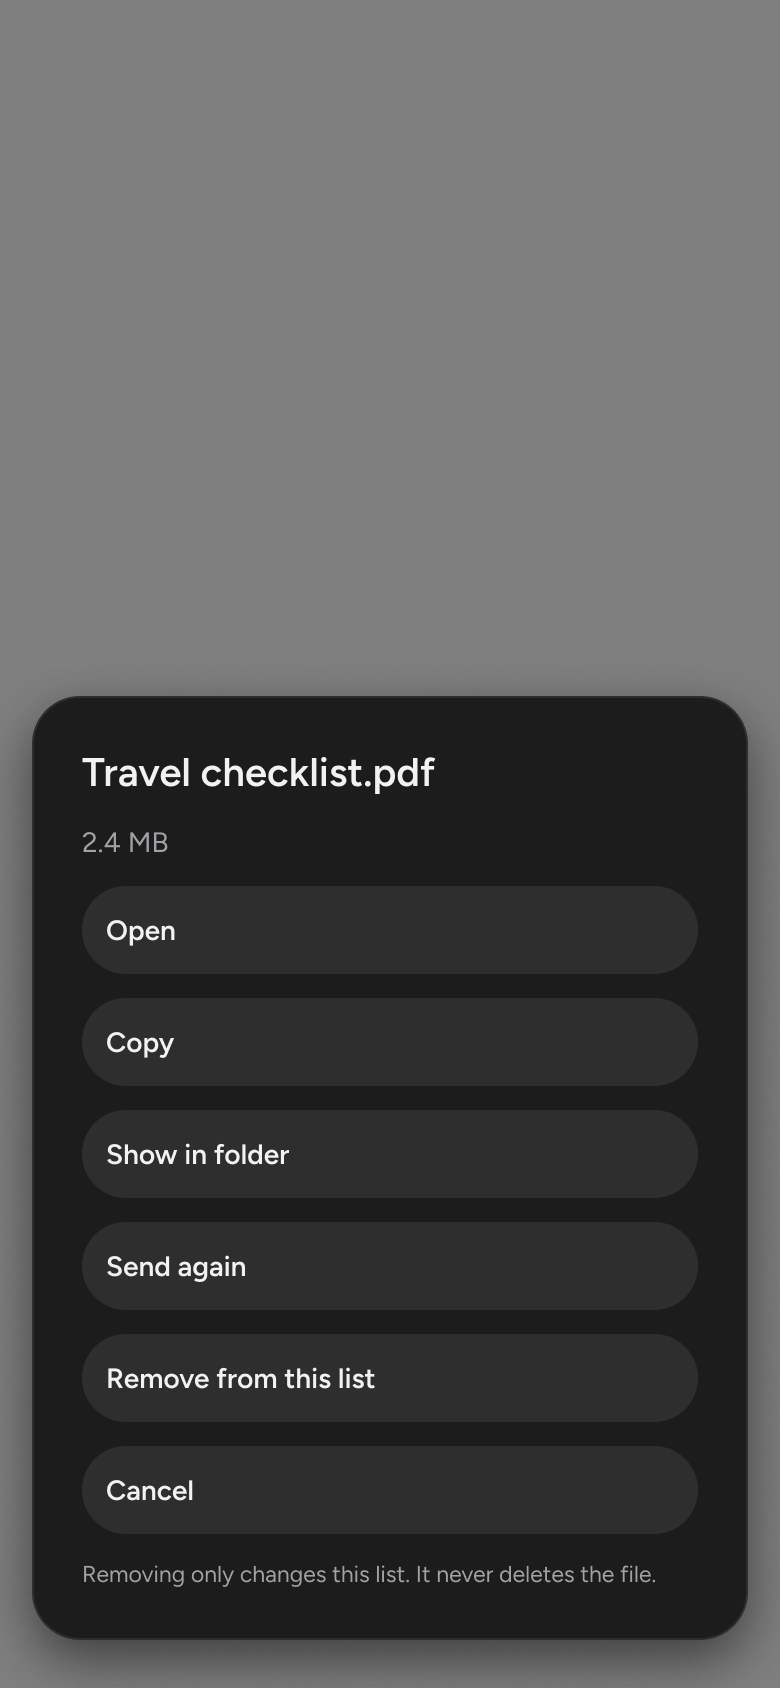 Travel checklist.pdf
2.4 MB
Open
Copy
Show in folder
Send again
Remove from this list
Cancel
Removing only changes this list. It never deletes the file.